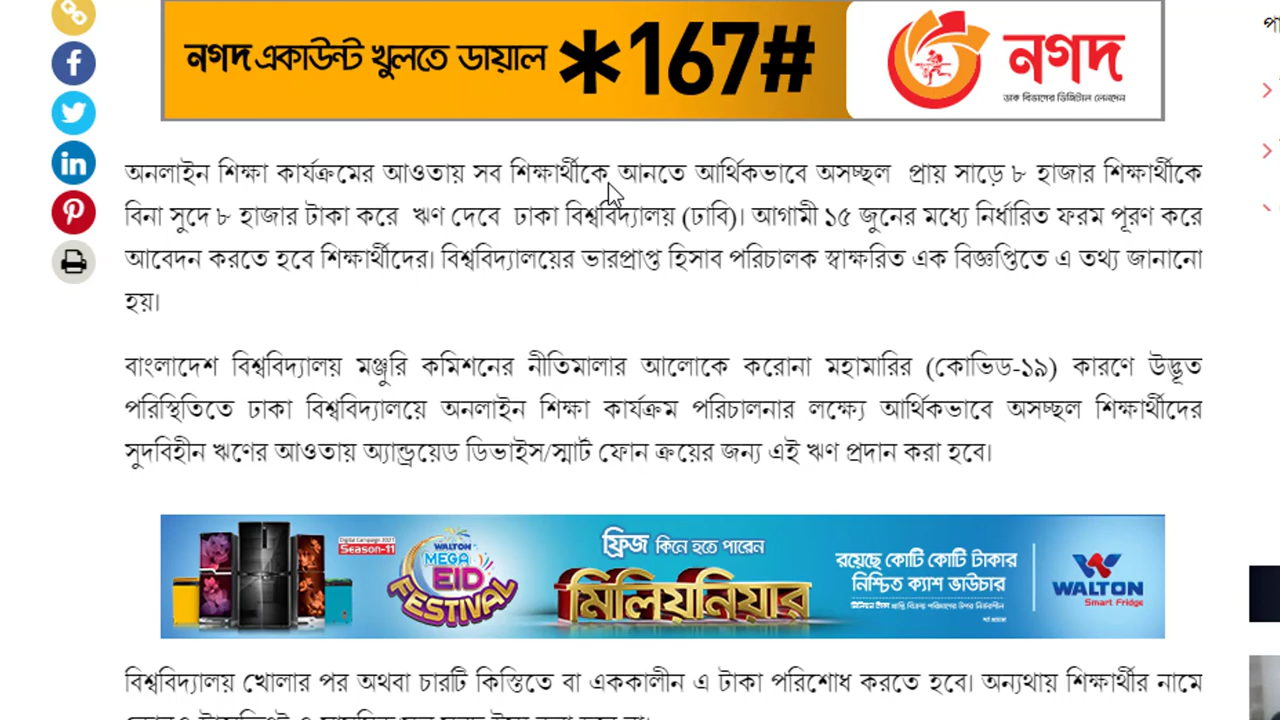 নগদ একাউন্ট খুলতে ডায়াল *167#
নগদ
ডাক বিভাগের ডিজিটাল লেনদেন
অনলাইন শিক্ষা কার্যক্রমের আওতায় সব শিক্ষার্থীকে আনতে আর্থিকভাবে অসচ্ছল প্রায় সাড়ে ৮ হাজার শিক্ষার্থীকে
বিনা সুদে ৮ হাজার টাকা করে ঋণ দেবে ঢাকা বিশ্ববিদ্যালয় (ঢাবি)। আগামী ১৫ জুনের মধ্যে নির্ধারিত ফরম পূরণ করে
আবেদন করতে হবে শিক্ষার্থীদের। বিশ্ববিদ্যালয়ের ভারপ্রাপ্ত হিসাব পরিচালক স্বাক্ষরিত এক বিজ্ঞপ্তিতে এ তথ্য জানানো
হয়।
বাংলাদেশ বিশ্ববিদ্যালয় মঞ্জুরি কমিশনের নীতিমালার আলোকে করোনা মহামারির (কোভিড-১৯) কারণে উদ্ভূত
পরিস্থিতিতে ঢাকা বিশ্ববিদ্যালয়ে অনলাইন শিক্ষা কার্যক্রম পরিচালনার লক্ষ্যে আর্থিকভাবে অসচ্ছল শিক্ষার্থীদের
সুদবিহীন ঋণের আওতায় অ্যান্ড্রয়েড ডিভাইস/স্মার্ট ফোন ক্রয়ের জন্য এই ঋণ প্রদান করা হবে।
Digital Campaign 2021
Season-11
WALTON
MEGA
EID
FESTIVAL
ফ্রিজ কিনে হতে পারেন
মিলিয়নিয়ার
রয়েছে কোটি কোটি টাকার
নিশ্চিত ক্যাশ ভাউচার
WALTON
Smart Fridge
বিশ্ববিদ্যালয় খোলার পর অথবা চারটি কিস্তিতে বা এককালীন এ টাকা পরিশোধ করতে হবে। অন্যথায় শিক্ষার্থীর নামে